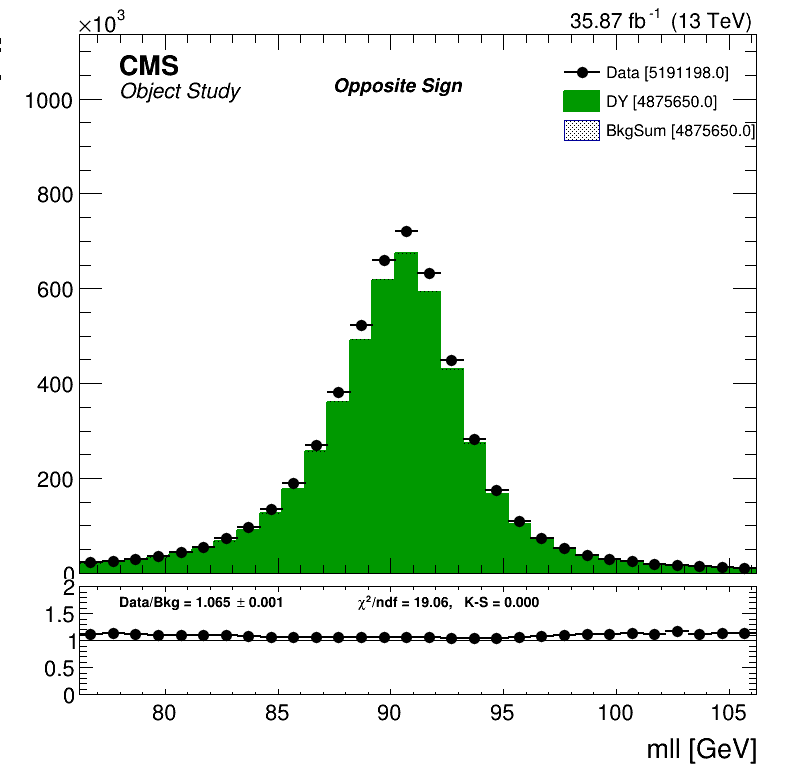 ×10³
35.87 fb⁻¹ (13 TeV)
CMS
Object Study
Opposite Sign
Data [5191198.0]
DY [4875650.0]
BkgSum [4875650.0]
1000
800
600
400
200
0
2
1.5
1
0.5
0
Data/Bkg = 1.065 ± 0.001
χ²/ndf = 19.06, K-S = 0.000
80 85 90 95 100 105
mll [GeV]